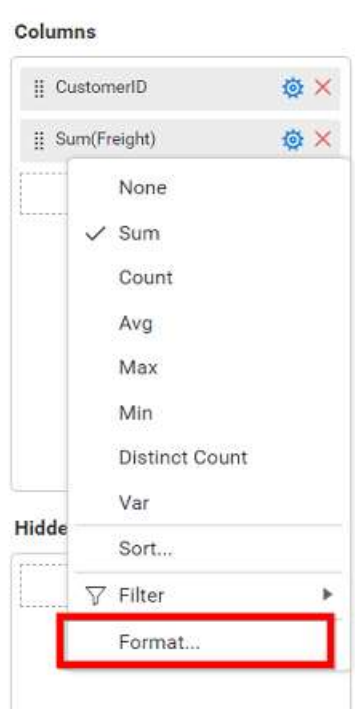 Columns
CustomerID
Sum(Freight)
None
Sum
Count
Avg
Max
Min
Distinct Count
Var
Hidde
Sort...
Filter
Format...